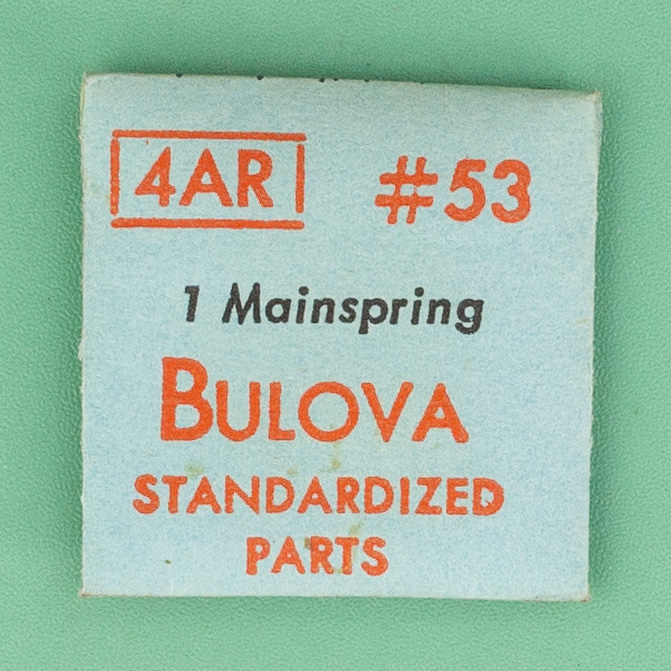 4AR #53
1 Mainspring
BULOVA
STANDARDIZED
PARTS